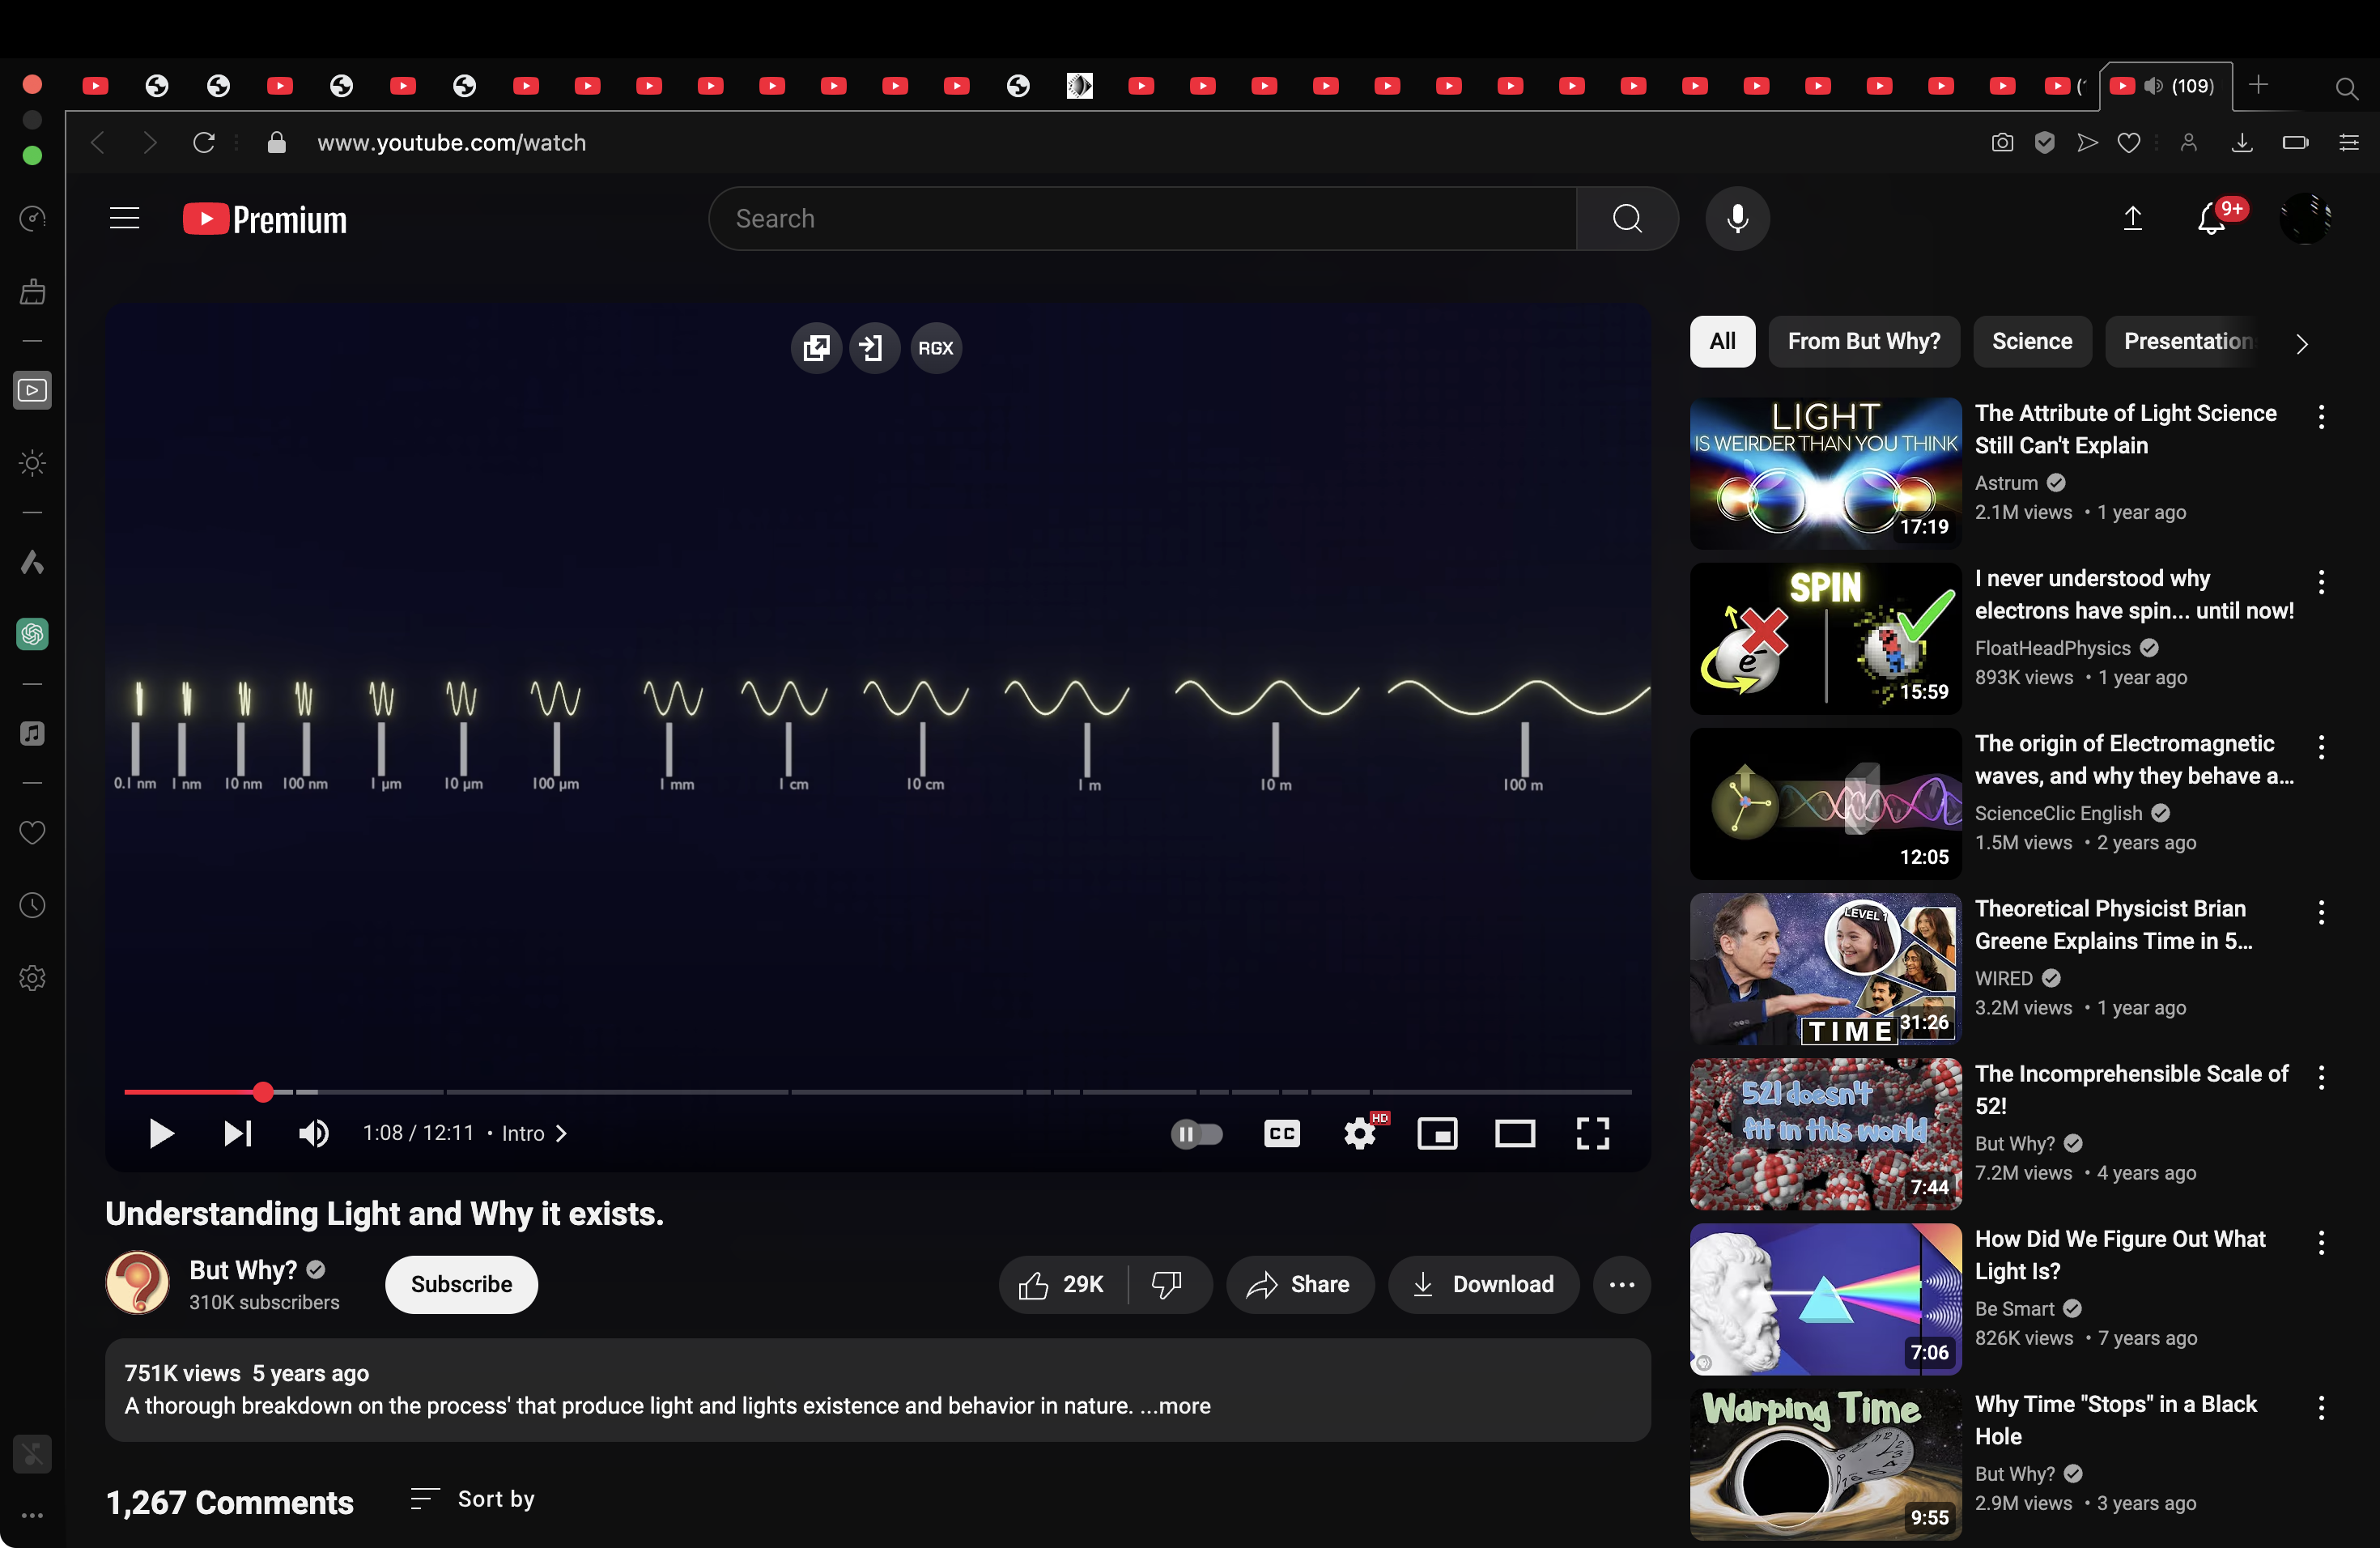 (109)
www.youtube.com/watch
Premium
Search
9+
RGX
0.1 nm 1 nm 10 nm 100 nm 1 µm 10 µm 100 µm 1 mm 1 cm 10 cm 1 m 10 m 100 m
1:08 / 12:11 • Intro
CC
HD
Understanding Light and Why it exists.
But Why?
310K subscribers
Subscribe
29K
Share
Download
751K views 5 years ago
A thorough breakdown on the process' that produce light and lights existence and behavior in nature. ...more
1,267 Comments
Sort by
All
From But Why?
Science
Presentation
LIGHT
IS WEIRDER THAN YOU THINK
17:19
The Attribute of Light Science
Still Can't Explain
Astrum
2.1M views • 1 year ago
SPIN
e-
15:59
I never understood why
electrons have spin... until now!
FloatHeadPhysics
893K views • 1 year ago
12:05
The origin of Electromagnetic
waves, and why they behave a...
ScienceClic English
1.5M views • 2 years ago
LEVEL 1
TIME
31:26
Theoretical Physicist Brian
Greene Explains Time in 5...
WIRED
3.2M views • 1 year ago
52! doesn't
fit in this world
7:44
The Incomprehensible Scale of
52!
But Why?
7.2M views • 4 years ago
7:06
How Did We Figure Out What
Light Is?
Be Smart
826K views • 7 years ago
Warping Time
9:55
Why Time "Stops" in a Black
Hole
But Why?
2.9M views • 3 years ago